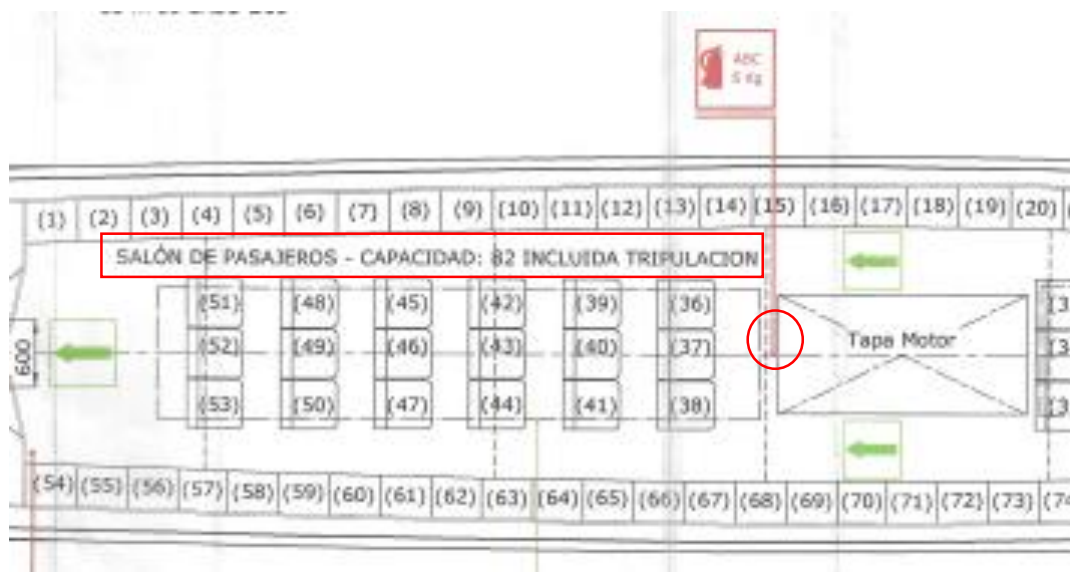 ABC
5 Kg
(1) (2) (3) (4) (5) (6) (7) (8) (9) (10) (11) (12) (13) (14) (15) (16) (17) (18) (19) (20)
SALÓN DE PASAJEROS - CAPACIDAD: 82 INCLUIDA TRIPULACION
(51) (48) (45) (42) (39) (36)
600
(52) (49) (46) (43) (40) (37)
Tapa Motor
(53) (50) (47) (44) (41) (38)
(54) (55) (56) (57) (58) (59) (60) (61) (62) (63) (64) (65) (66) (67) (68) (69) (70) (71) (72) (73)